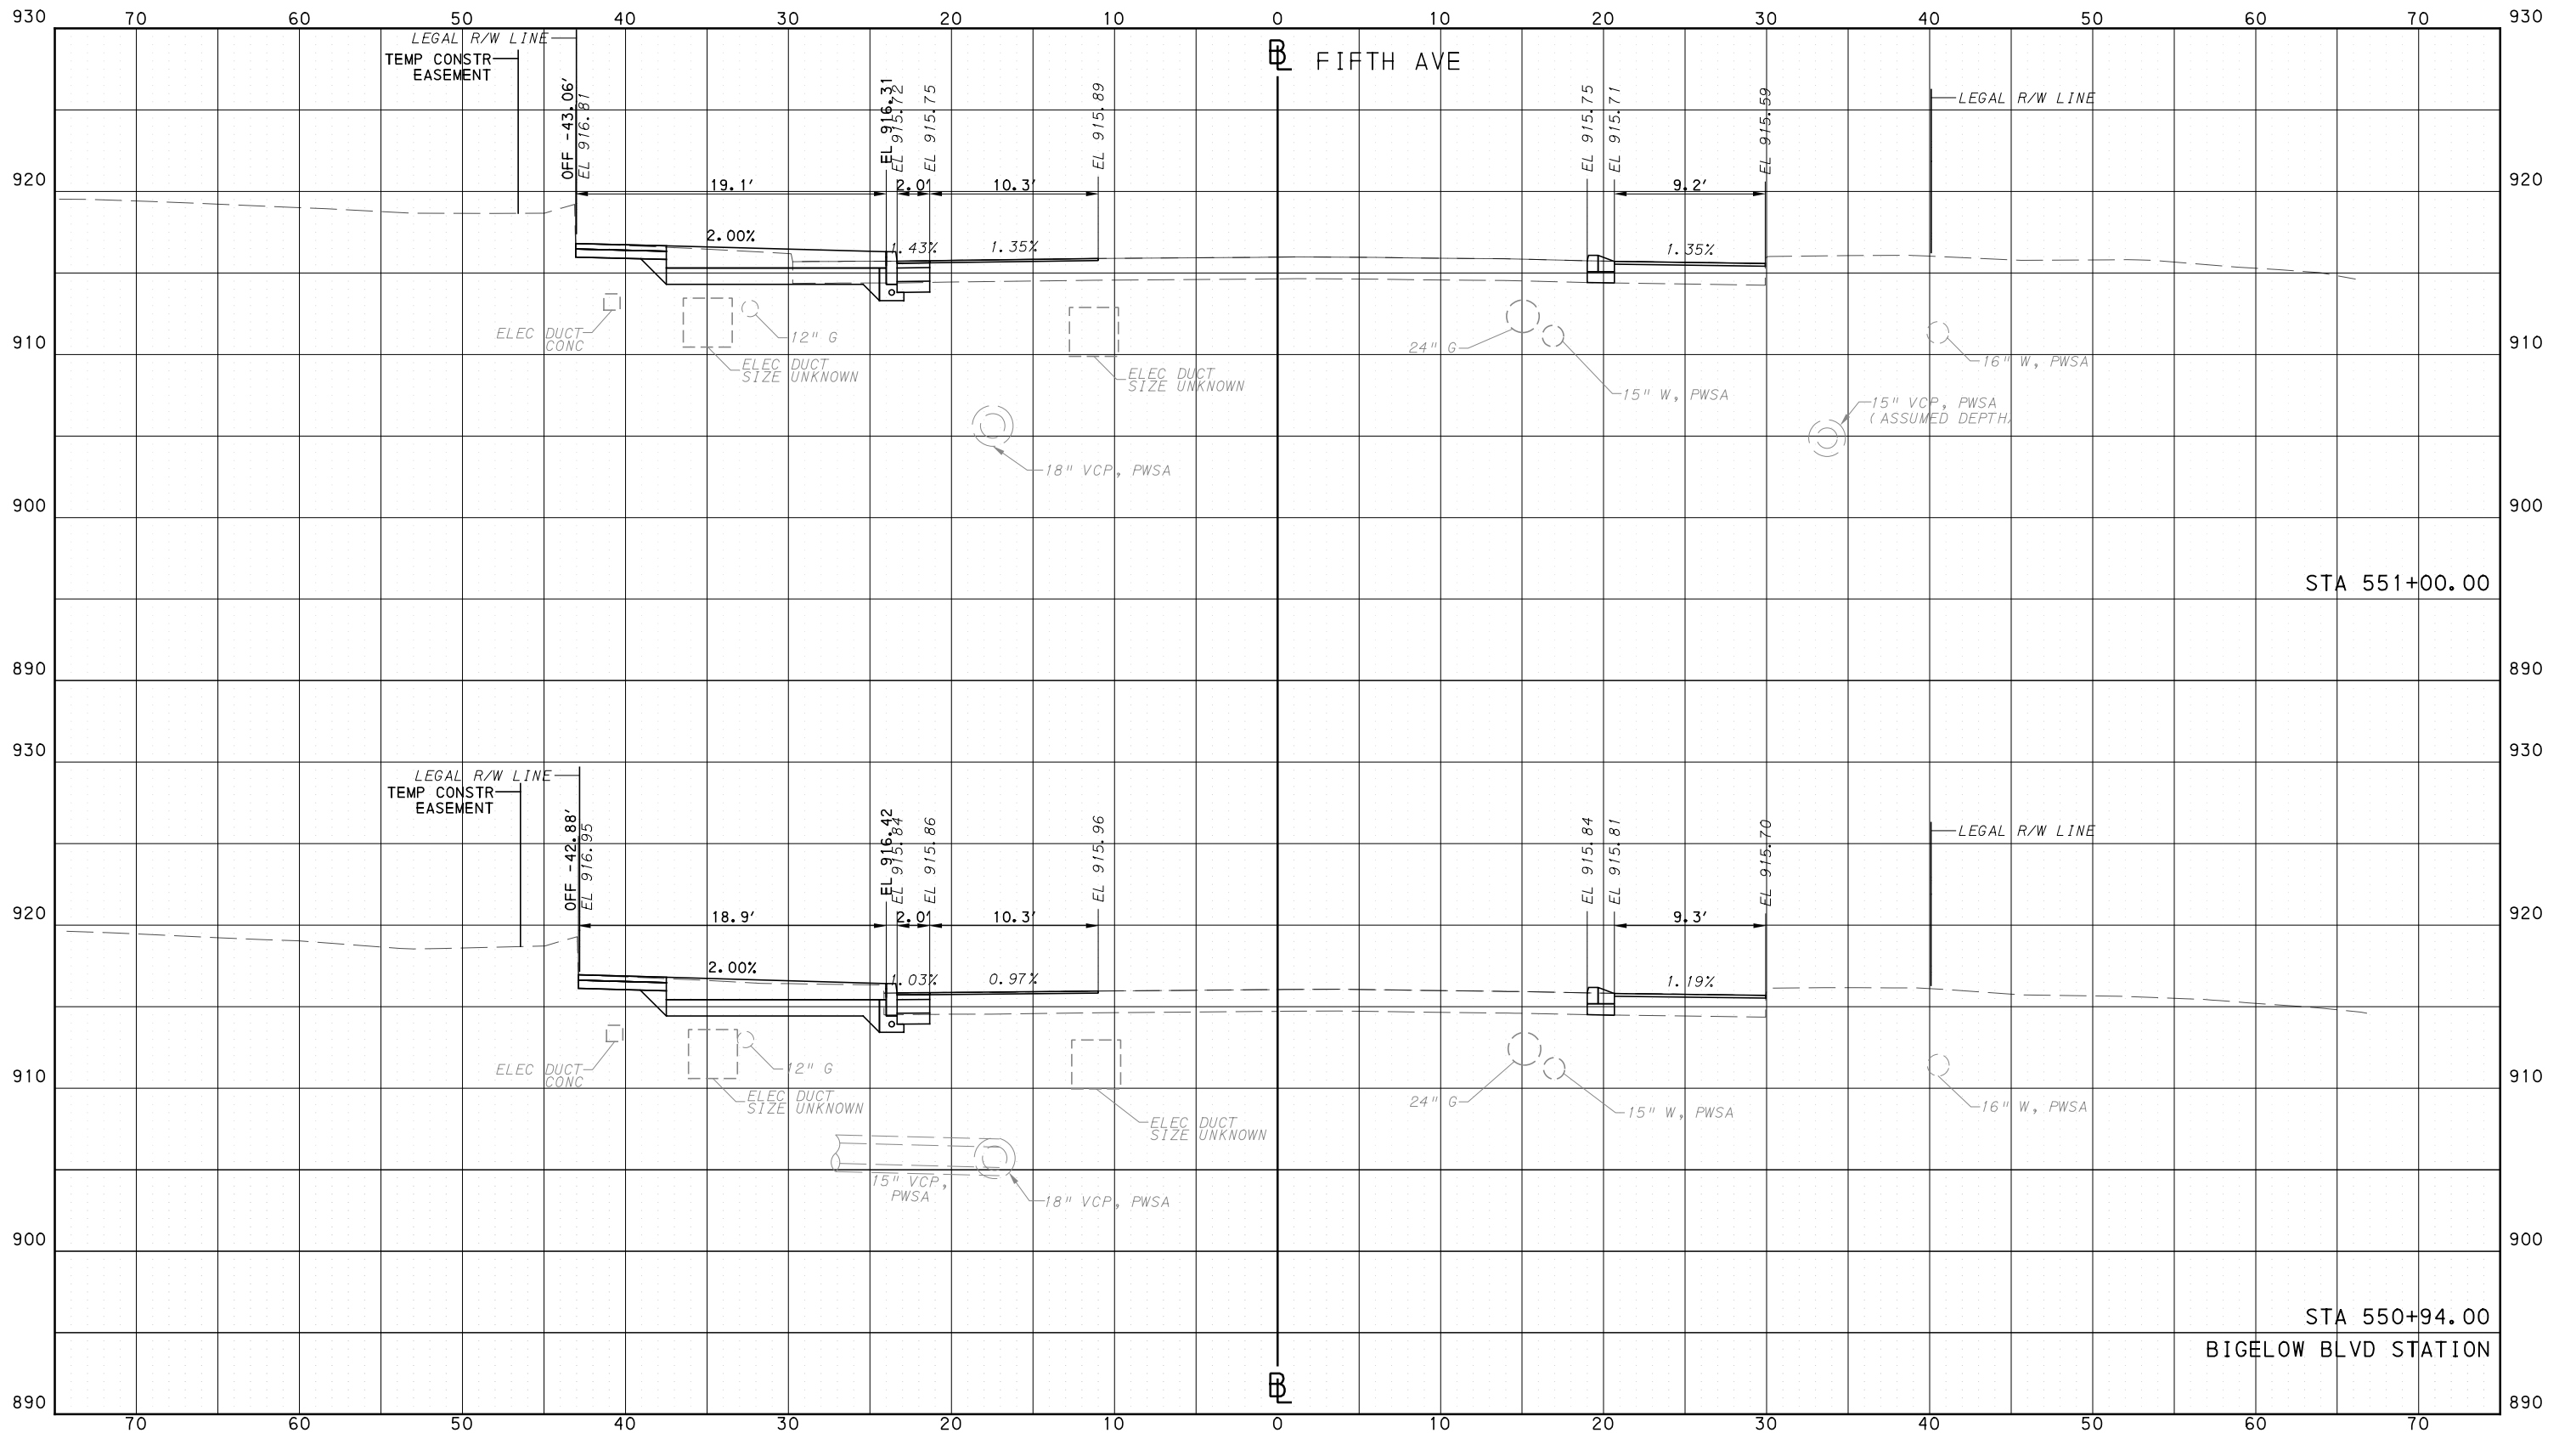 70 60 50 40 30 20 10 0 10 20 30 40 50 60 70
930 930
LEGAL R/W LINE
TEMP CONSTR
EASEMENT
BL FIFTH AVE
OFF -43.06'
EL 916.81
EL 916.31
EL 915.72
EL 915.75
EL 915.89
EL 915.75
EL 915.71
EL 915.59
LEGAL R/W LINE
920 920
19.1' 2.0' 10.3' 9.2'
2.00% 1.43% 1.35% 1.35%
ELEC DUCT
CONC
12" G
ELEC DUCT
SIZE UNKNOWN
ELEC DUCT
SIZE UNKNOWN
24" G
15" W, PWSA
16" W, PWSA
910 910
18" VCP, PWSA
15" VCP, PWSA
(ASSUMED DEPTH)
900 900
STA 551+00.00
890 890
930 930
LEGAL R/W LINE
TEMP CONSTR
EASEMENT
OFF -42.88'
EL 916.95
EL 916.42
EL 915.84
EL 915.86
EL 915.96
EL 915.84
EL 915.81
EL 915.70
LEGAL R/W LINE
920 920
18.9' 2.0' 10.3' 9.3'
2.00% 1.03% 0.97% 1.19%
ELEC DUCT
CONC
12" G
ELEC DUCT
SIZE UNKNOWN
ELEC DUCT
SIZE UNKNOWN
24" G
15" W, PWSA
16" W, PWSA
910 910
15" VCP,
PWSA
18" VCP, PWSA
900 900
STA 550+94.00
BIGELOW BLVD STATION
BL
890 890
70 60 50 40 30 20 10 0 10 20 30 40 50 60 70